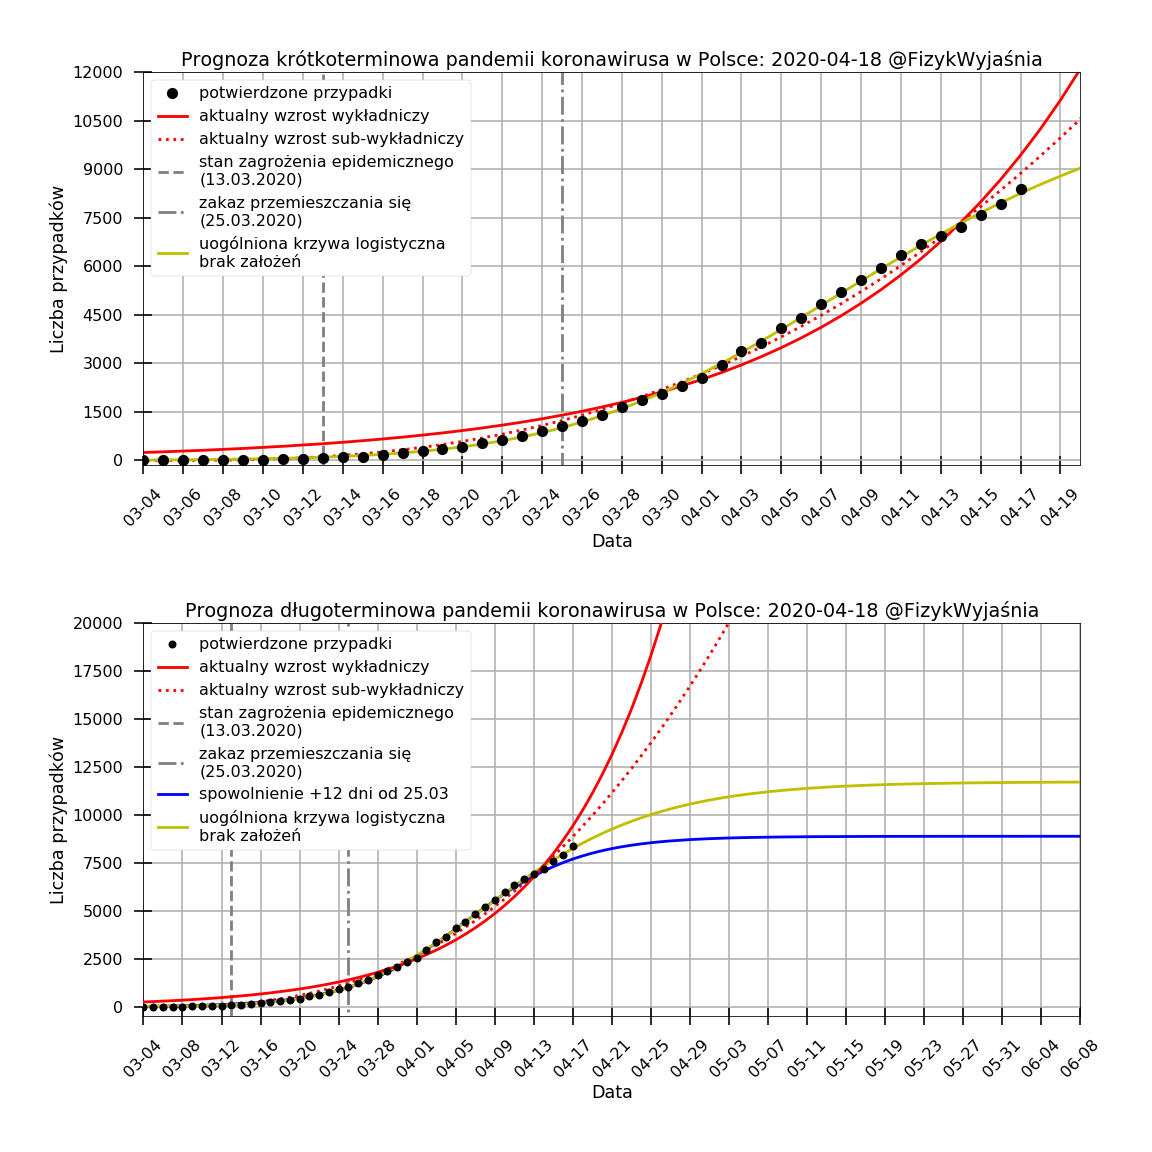 Prognoza krótkoterminowa pandemii koronawirusa w Polsce: 2020-04-18 @FizykWyjaśnia
12000
10500
9000
7500
6000
4500
3000
1500
0
Liczba przypadków
potwierdzone przypadki
aktualny wzrost wykładniczy
aktualny wzrost sub-wykładniczy
stan zagrożenia epidemicznego
(13.03.2020)
zakaz przemieszczania się
(25.03.2020)
uogólniona krzywa logistyczna
brak założeń
03-04 03-06 03-08 03-10 03-12 03-14 03-16 03-18 03-20 03-22 03-24 03-26 03-28 03-30 04-01 04-03 04-05 04-07 04-09 04-11 04-13 04-15 04-17 04-19
Data
Prognoza długoterminowa pandemii koronawirusa w Polsce: 2020-04-18 @FizykWyjaśnia
20000
17500
15000
12500
10000
7500
5000
2500
0
Liczba przypadków
potwierdzone przypadki
aktualny wzrost wykładniczy
aktualny wzrost sub-wykładniczy
stan zagrożenia epidemicznego
(13.03.2020)
zakaz przemieszczania się
(25.03.2020)
spowolnienie +12 dni od 25.03
uogólniona krzywa logistyczna
brak założeń
03-04 03-08 03-12 03-16 03-20 03-24 03-28 04-01 04-05 04-09 04-13 04-17 04-21 04-25 04-29 05-03 05-07 05-11 05-15 05-19 05-23 05-27 05-31 06-04 06-08
Data